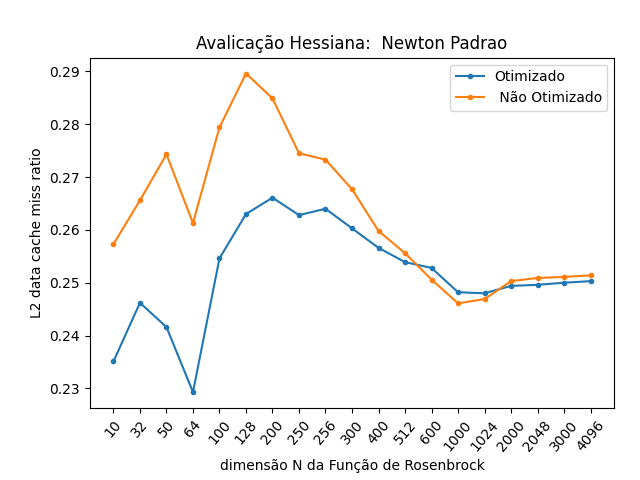 Avalicação Hessiana:  Newton Padrao
Otimizado
Não Otimizado
L2 data cache miss ratio
0.29
0.28
0.27
0.26
0.25
0.24
0.23
10 32 50 64 100 128 200 250 256 300 400 512 600 1000 1024 2000 2048 3000 4096
dimensão N da Função de Rosenbrock